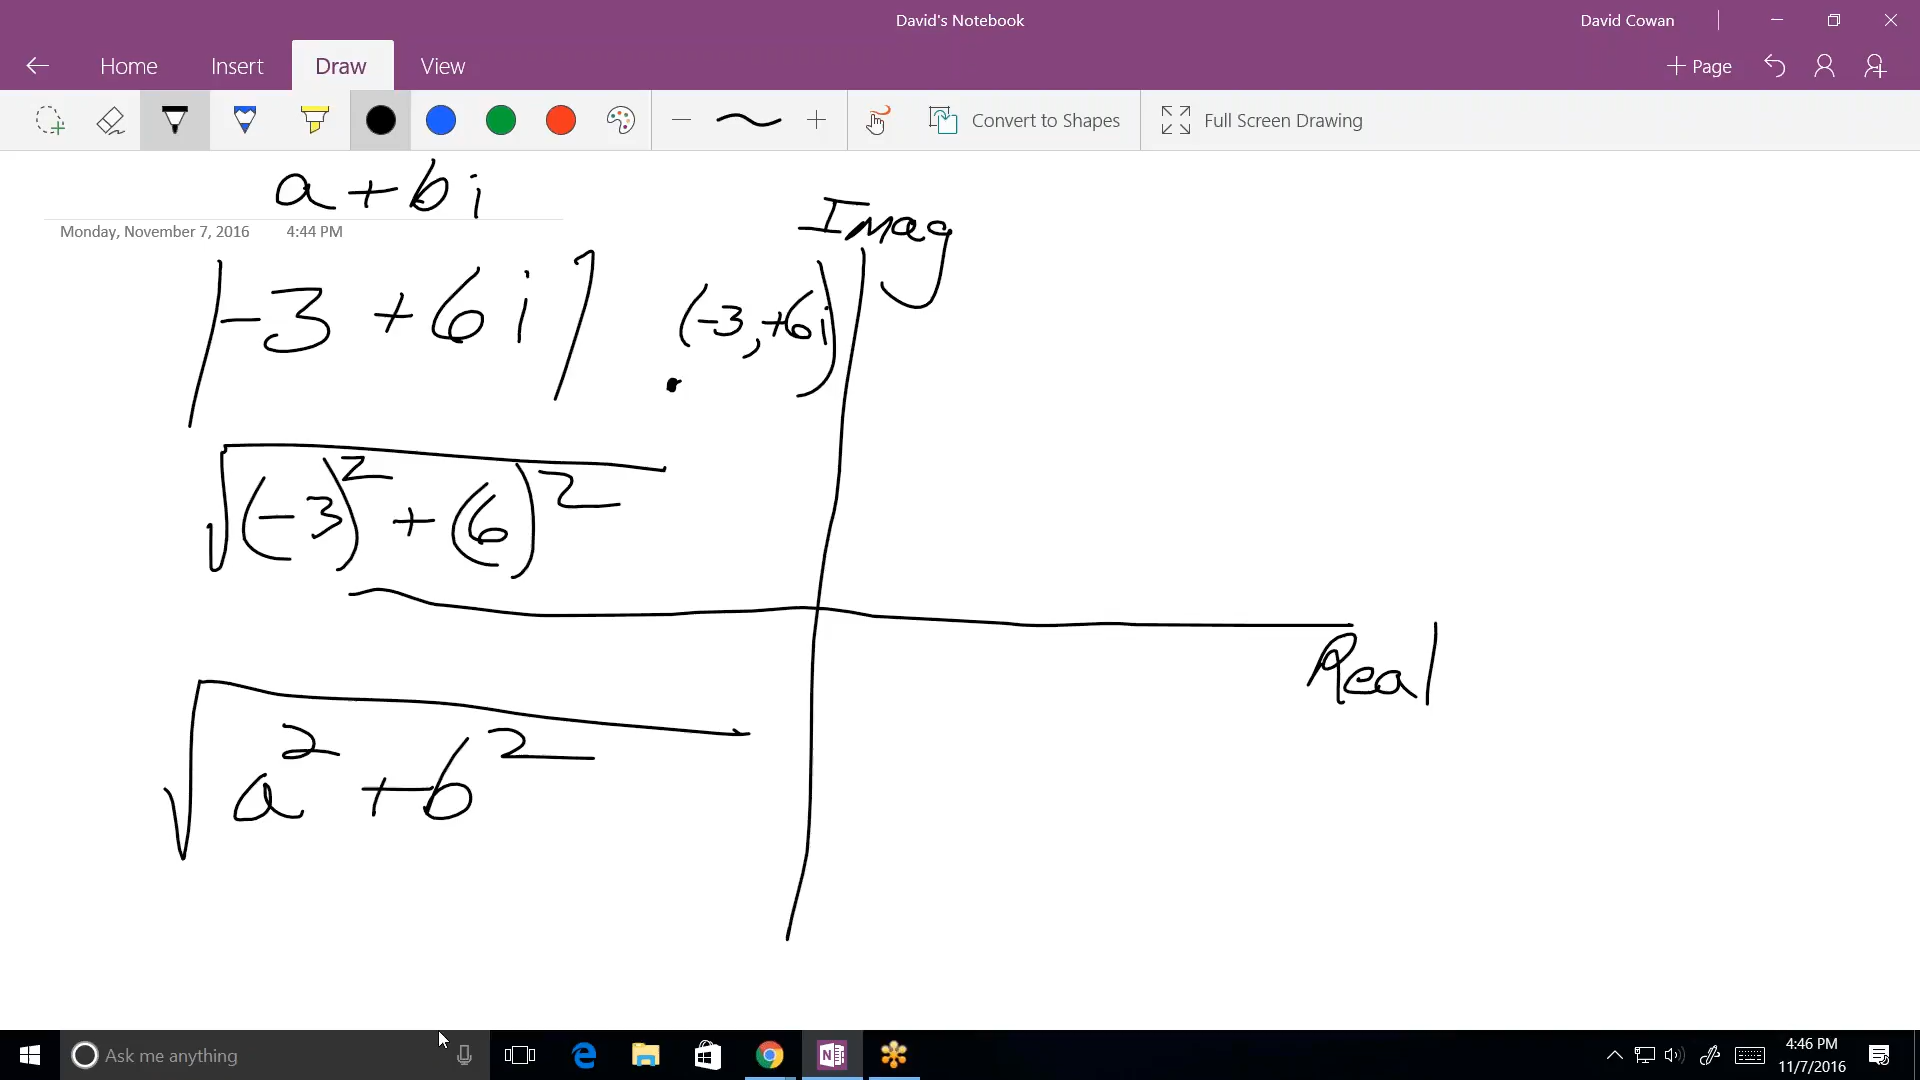 David's Notebook
David Cowan
Home Insert Draw View
+ Page
Convert to Shapes
Full Screen Drawing
a + bi
Monday, November 7, 2016 4:44 PM
Imag
|-3 + 6i|
(-3, +6i)
√(-3)² + (6)²
Real
√a² + b²
Ask me anything
4:46 PM
11/7/2016